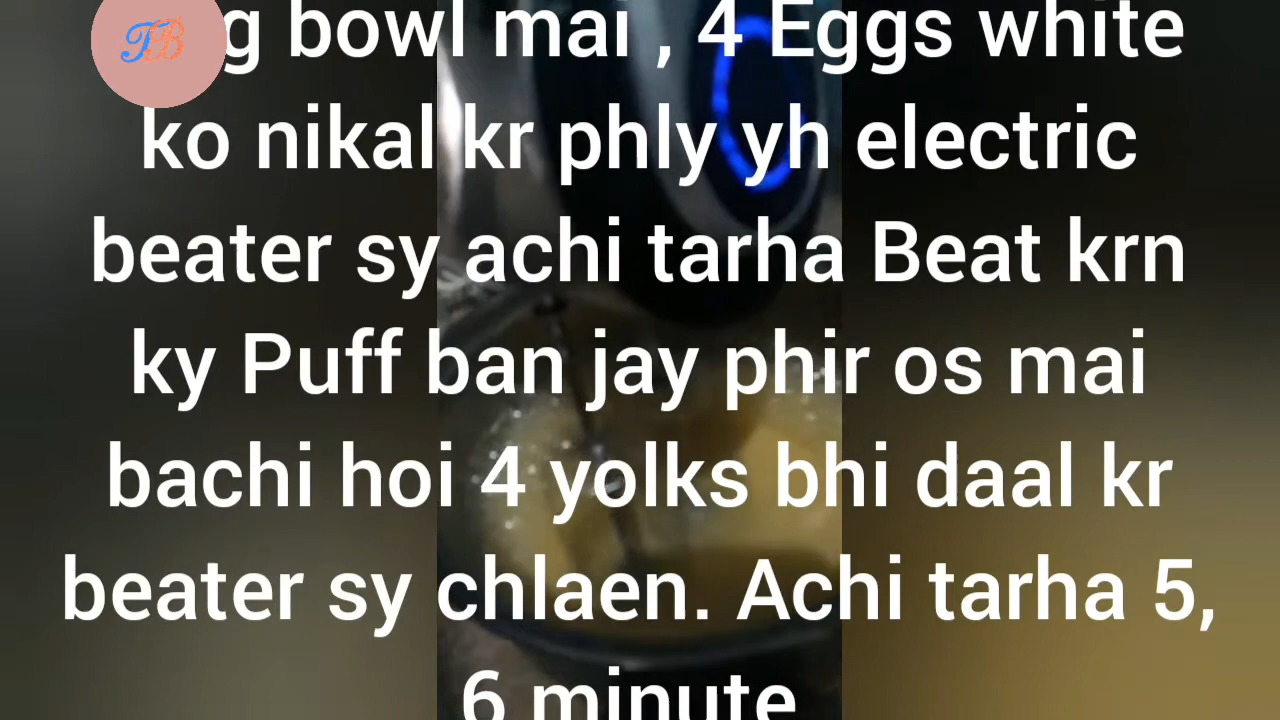 TB
bowl mai , 4 Eggs white
ko nikal kr phly yh electric
beater sy achi tarha Beat krn
ky Puff ban jay phir os mai
bachi hoi 4 yolks bhi daal kr
beater sy chlaen. Achi tarha 5,
6 minute